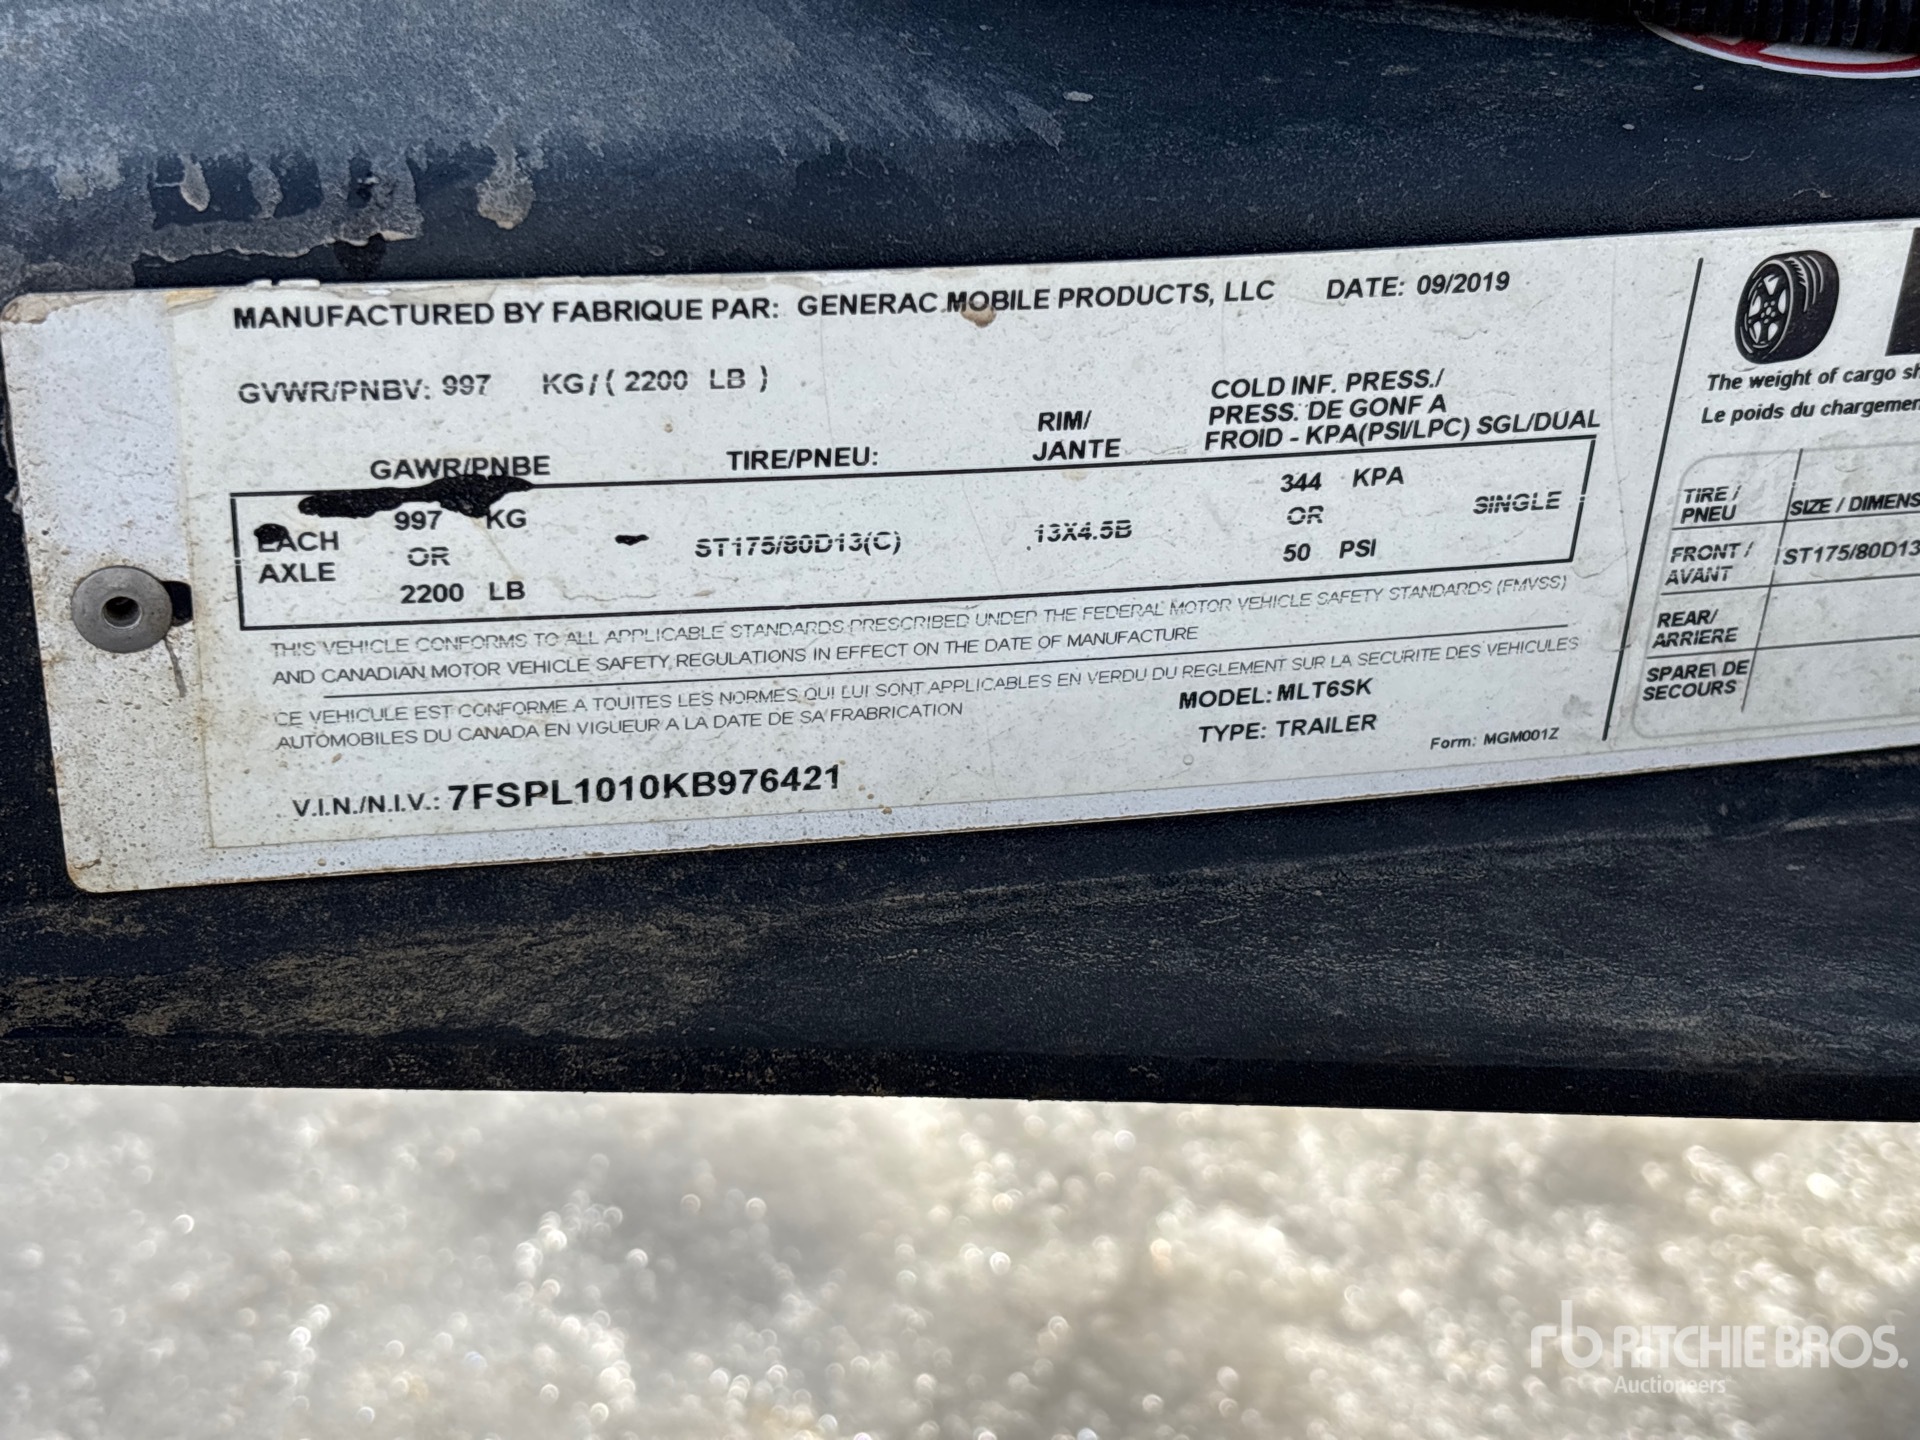 MANUFACTURED BY FABRIQUE PAR: GENERAC MOBILE PRODUCTS, LLC DATE: 09/2019
GVWR/PNBV: 997 KG/( 2200 LB )
GAWR/PNBE TIRE/PNEU: RIM/
JANTE COLD INF. PRESS./
PRESS. DE GONF A
FROID - KPA(PSI/LPC) SGL/DUAL
EACH
AXLE 997 KG
OR
2200 LB ST175/80D13(C) 13X4.5B 344 KPA
OR
50 PSI SINGLE
THIS VEHICLE CONFORMS TO ALL APPLICABLE STANDARDS PRESCRIBED UNDER THE FEDERAL MOTOR VEHICLE SAFETY STANDARDS (FMVSS)
AND CANADIAN MOTOR VEHICLE SAFETY REGULATIONS IN EFFECT ON THE DATE OF MANUFACTURE
CE VEHICULE EST CONFORME A TOUITES LES NORMES QUI LUI SONT APPLICABLES EN VERDU DU REGLEMENT SUR LA SECURITE DES VEHICULES
AUTOMOBILES DU CANADA EN VIGUEUR A LA DATE DE SA FRABRICATION
MODEL: MLT6SK
TYPE: TRAILER
Form: MGM001Z
V.I.N./N.I.V.: 7FSPL1010KB976421
The weight of cargo
Le poids du
TIRE /
PNEU SIZE /
FRONT /
AVANT ST175/80D13
REAR/
ARRIERE
SPARE\ DE
SECOURS
rb RITCHIE BROS.
Auctioneers